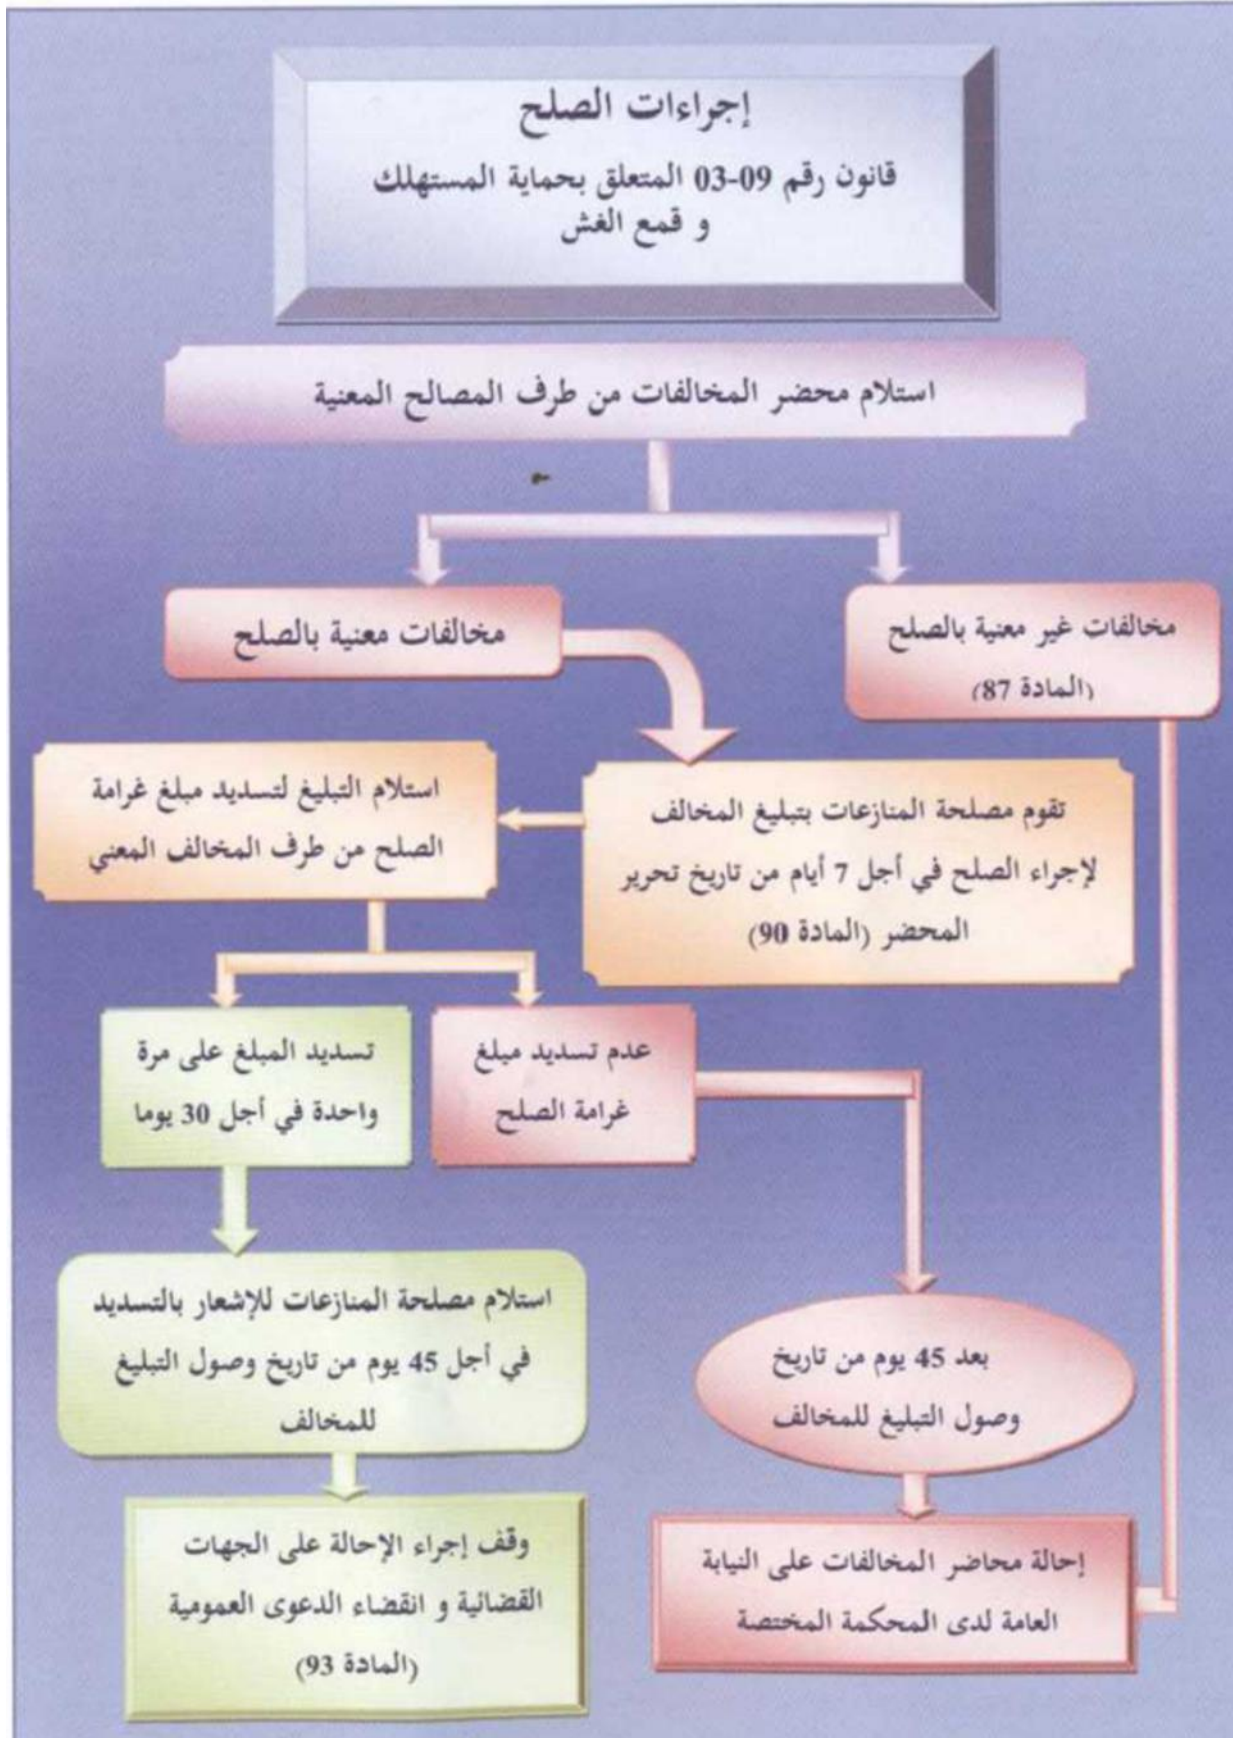 إجراءات الصلح
قانون رقم 09-03 المتعلق بحماية المستهلك
و قمع الغش
استلام محضر المخالفات من طرف المصالح المعنية
مخالفات غير معنية بالصلح
(المادة 87)
مخالفات معنية بالصلح
تقوم مصلحة المنازعات بتبليغ المخالف
لإجراء الصلح في أجل 7 أيام من تاريخ تحرير
المحضر (المادة 90)
استلام التبليغ لتسديد مبلغ غرامة
الصلح من طرف المخالف المعني
عدم تسديد مبلغ
غرامة الصلح
تسديد المبلغ على مرة
واحدة في أجل 30 يوما
استلام مصلحة المنازعات للإشعار بالتسديد
في أجل 45 يوم من تاريخ وصول التبليغ
للمخالف
بعد 45 يوم من تاريخ
وصول التبليغ للمخالف
وقف إجراء الإحالة على الجهات
القضائية و انقضاء الدعوى العمومية
(المادة 93)
إحالة محاضر المخالفات على النيابة
العامة لدى المحكمة المختصة